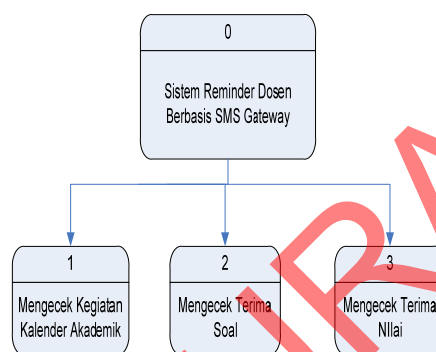 0
Sistem Reminder Dosen
Berbasis SMS Gateway
1
Mengecek Kegiatan
Kalender Akademik
2
Mengecek Terima
Soal
3
Mengecek Terima
NIlai